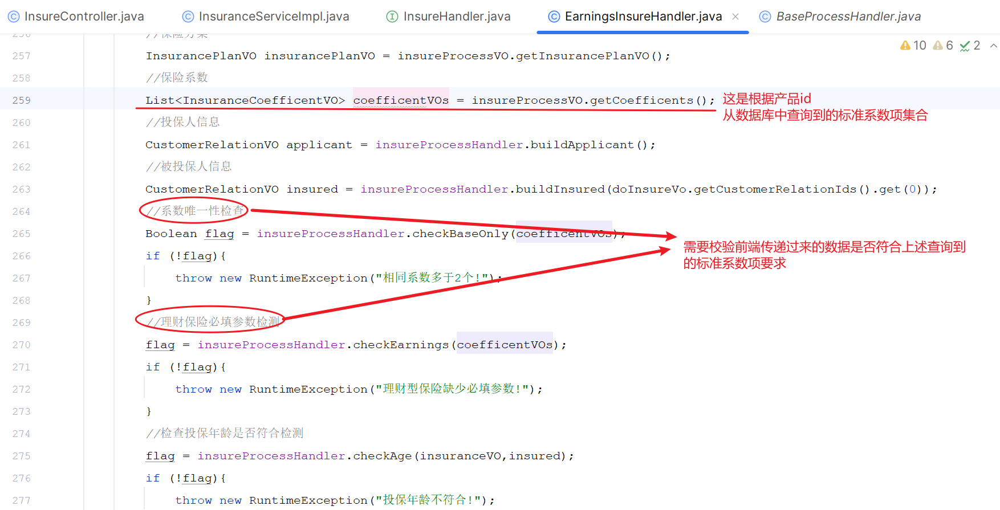 InsureController.java InsuranceServiceImpl.java InsureHandler.java EarningsInsureHandler.java BaseProcessHandler.java
256 //保险方案
10 6 2
257 InsurancePlanVO insurancePlanVO = insureProcessVO.getInsurancePlanVO();
258 //保险系数
259 List<InsuranceCoefficentVO> coefficentVOs = insureProcessVO.getCoefficents();
这是根据产品id
从数据库中查询到的标准系数项集合
260 //投保人信息
261 CustomerRelationVO applicant = insureProcessHandler.buildApplicant();
262 //被投保人信息
263 CustomerRelationVO insured = insureProcessHandler.buildInsured(doInsureVo.getCustomerRelationIds().get(0));
264 //系数唯一性检查
265 Boolean flag = insureProcessHandler.checkBaseOnly(coefficentVOs);
需要校验前端传递过来的数据是否符合上述查询到
的标准系数项要求
266 if (!flag){
267 throw new RuntimeException("相同系数多于2个!");
268 }
269 //理财保险必填参数检测
270 flag = insureProcessHandler.checkEarnings(coefficentVOs);
271 if (!flag){
272 throw new RuntimeException("理财型保险缺少必填参数!");
273 }
274 //检查投保年龄是否符合检测
275 flag = insureProcessHandler.checkAge(insuranceVO,insured);
276 if (!flag){
277 throw new RuntimeException("投保年龄不符合!");